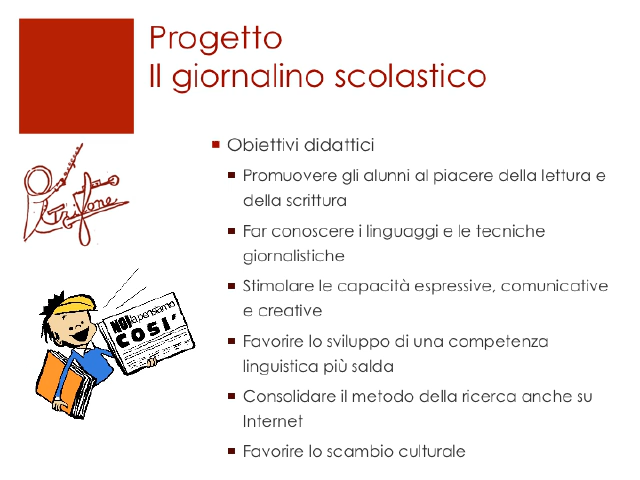 Progetto
Il giornalino scolastico
Obiettivi didattici
Promuovere gli alunni al piacere della lettura e
della scrittura
Far conoscere i linguaggi e le tecniche
giornalistiche
Stimolare le capacità espressive, comunicative
e creative
Favorire lo sviluppo di una competenza
linguistica più salda
Consolidare il metodo della ricerca anche su
Internet
Favorire lo scambio culturale
Trifone
NOI la pensiamo
COSI'